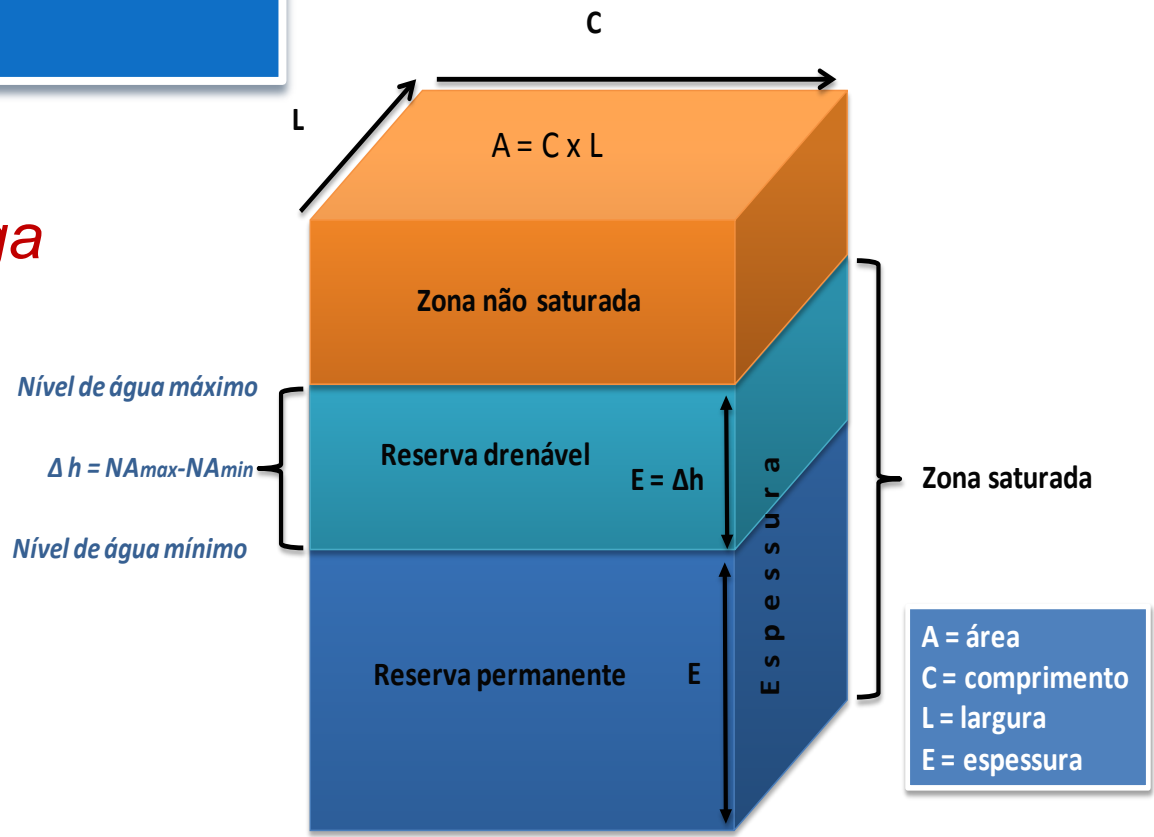 C
L
A = C x L
Zona não saturada
Nível de água máximo
Δ h = NAmax-NAmin
Nível de água mínimo
Reserva drenável
E = Δh
Espessura
Zona saturada
Reserva permanente
E
A = área
C = comprimento
L = largura
E = espessura